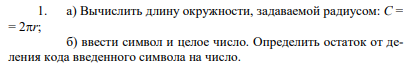 1. а) Вычислить длину окружности, задаваемой радиусом: C =
= 2πr;
б) ввести символ и целое число. Определить остаток от де-
ления кода введенного символа на число.